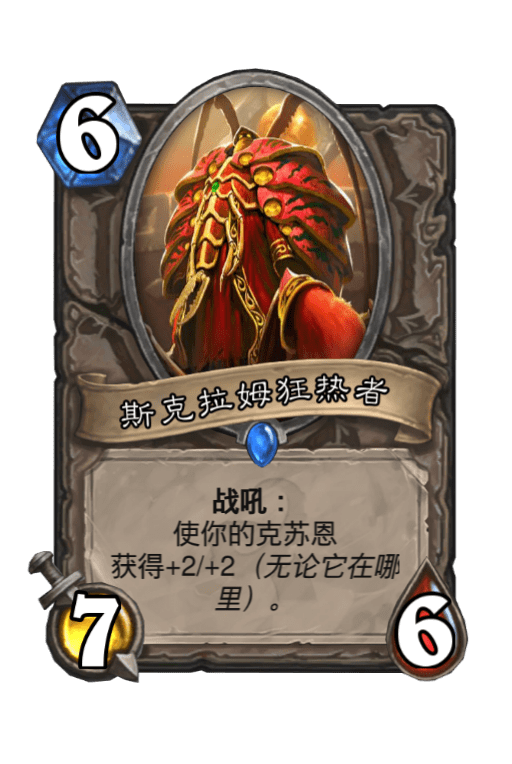 6
斯克拉姆狂热者
战吼：
使你的克苏恩
获得+2/+2（无论它在哪
里）。
7
6